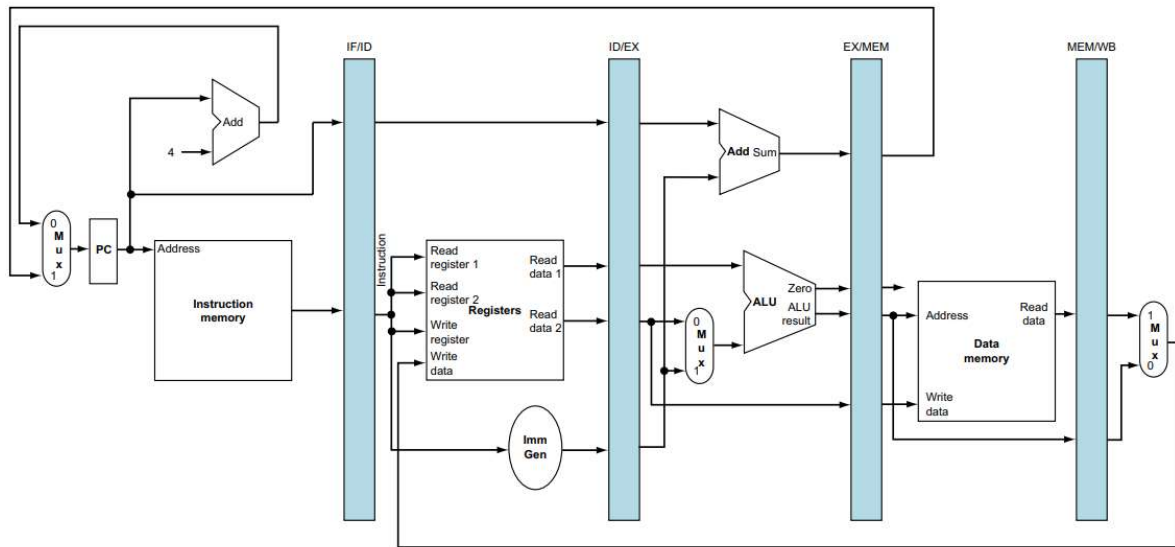 IF/ID
ID/EX
EX/MEM
MEM/WB
Add
4
Add Sum
0
M
u
x
1
PC
Address
Instruction
memory
Instruction
Read
register 1
Read
register 2
Write
register
Write
data
Registers
Read
data 1
Read
data 2
Imm
Gen
0
M
u
x
1
Zero
ALU
ALU
result
Address
Read
data
Data
memory
Write
data
1
M
u
x
0